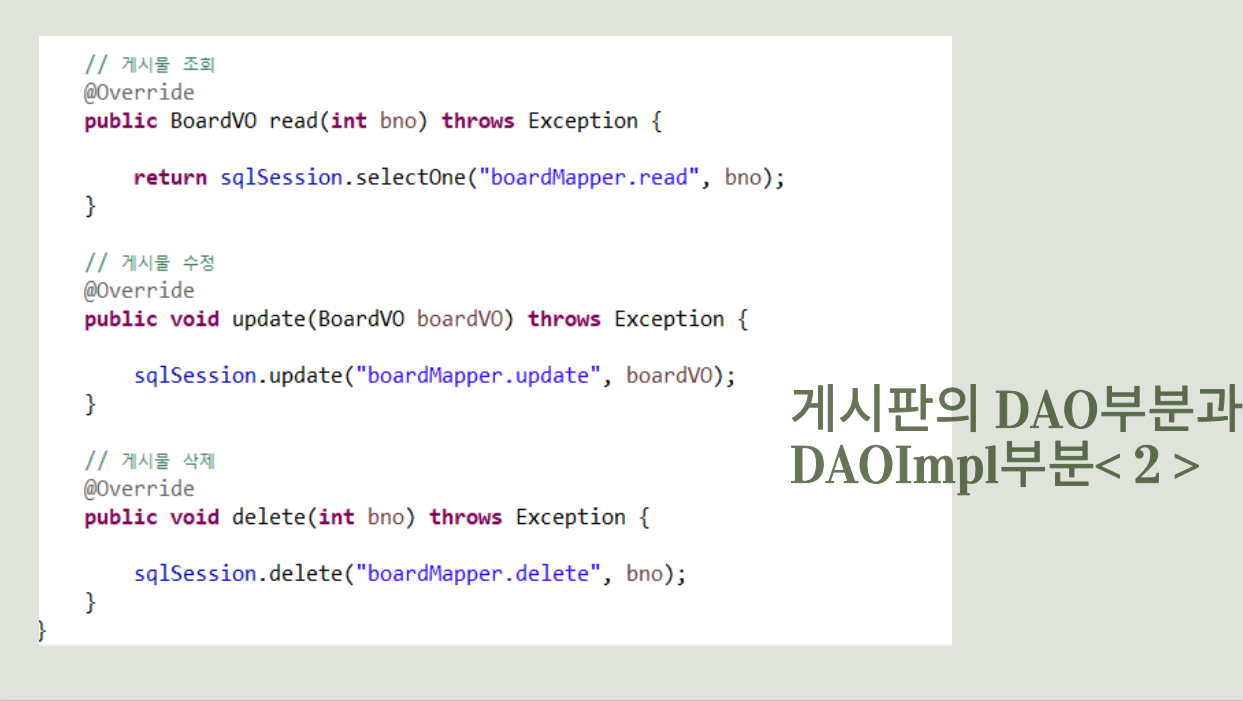 // 게시물 조회
@Override
public BoardVO read(int bno) throws Exception {
return sqlSession.selectOne("boardMapper.read", bno);
}
// 게시물 수정
@Override
public void update(BoardVO boardVO) throws Exception {
sqlSession.update("boardMapper.update", boardVO);
}
// 게시물 삭제
@Override
public void delete(int bno) throws Exception {
sqlSession.delete("boardMapper.delete", bno);
}
}
게시판의 DAO부분과
DAOImpl부분< 2 >